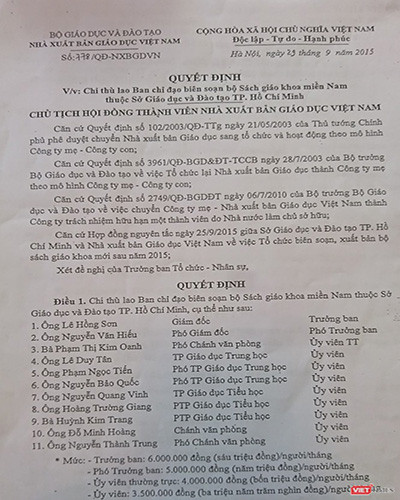 BỘ GIÁO DỤC VÀ ĐÀO TẠO
NHÀ XUẤT BẢN GIÁO DỤC VIỆT NAM
Số:778/QĐ-NXBGDVN
CỘNG HÒA XÃ HỘI CHỦ NGHĨA VIỆT NAM
Độc lập - Tự do - Hạnh phúc
Hà Nội, ngày 29 tháng 9 năm 2015
QUYẾT ĐỊNH
V/v: Chi thù lao Ban chỉ đạo biên soạn bộ Sách giáo khoa miền Nam
thuộc Sở Giáo dục và Đào tạo TP. Hồ Chí Minh
CHỦ TỊCH HỘI ĐỒNG THÀNH VIÊN NHÀ XUẤT BẢN GIÁO DỤC VIỆT NAM
Căn cứ Quyết định số 102/2003/QĐ-TTg ngày 21/05/2003 của Thủ tướng Chính
phủ phê duyệt chuyển Nhà xuất bản Giáo dục sang tổ chức và hoạt động theo mô hình
Công ty mẹ - Công ty con;
Căn cứ Quyết định số 3961/QĐ-BGD&ĐT-TCCB ngày 28/7/2003 của Bộ trưởng
Bộ Giáo dục và Đào tạo về việc Tổ chức lại Nhà xuất bản Giáo dục thành Công ty mẹ
theo mô hình Công ty mẹ - Công ty con;
Căn cứ Quyết định số 2749/QĐ-BGDĐT ngày 06/7/2010 của Bộ trưởng Bộ Giáo
dục và Đào tạo về việc chuyển Công ty mẹ - Nhà xuất bản Giáo dục Việt Nam thành
Công ty trách nhiệm hữu hạn một thành viên do Nhà nước làm chủ sở hữu;
Căn cứ Hợp đồng nguyên tắc ngày 25/9/2015 giữa Sở Giáo dục và Đào tạo TP. Hồ
Chí Minh và Nhà xuất bản Giáo dục Việt Nam về việc Tổ chức biên soạn, xuất bản bộ
sách giáo khoa mới sau năm 2015;
Xét đề nghị của Trưởng ban Tổ chức - Nhân sự,
QUYẾT ĐỊNH
Điều 1. Chi thù lao Ban chỉ đạo biên soạn bộ Sách giáo khoa miền Nam thuộc Sở
Giáo dục và Đào tạo TP. Hồ Chí Minh, cụ thể như sau:
1. Ông Lê Hồng Sơn Giám đốc Trưởng ban
2. Ông Nguyễn Văn Hiếu Phó Giám đốc Phó Trưởng ban
3. Bà Phạm Thị Kim Oanh Phó Chánh văn phòng Ủy viên TT
4. Ông Lê Duy Tân TP Giáo dục Trung học Ủy viên
5. Ông Phạm Ngọc Tiến Phó TP Giáo dục Trung học Ủy viên
6. Ông Nguyễn Bảo Quốc Phó TP Giáo dục Trung học Ủy viên
7. Ông Nguyễn Quang Vinh TP Giáo dục Tiểu học Ủy viên
8. Ông Hoàng Trường Giang PTP Giáo dục Tiểu học Ủy viên
9. Bà Huỳnh Kim Trang PTP Giáo dục Tiểu học Ủy viên
10. Ông Đỗ Minh Hoàng Chánh văn phòng Ủy viên
11. Ông Nguyễn Thành Trung Phó Chánh văn phòng Ủy viên
* Mức: - Trưởng ban: 6.000.000 đồng (sáu triệu đồng)/người/tháng
- Phó Trưởng ban: 5.000.000 đồng (năm triệu đồng)/người/tháng
- Ủy viên thường trực: 4.000.000 đồng (bốn triệu đồng)/người/tháng
- Ủy viên: 3.500.000 đồng (ba triệu năm trăm nghìn đồng)/người/tháng